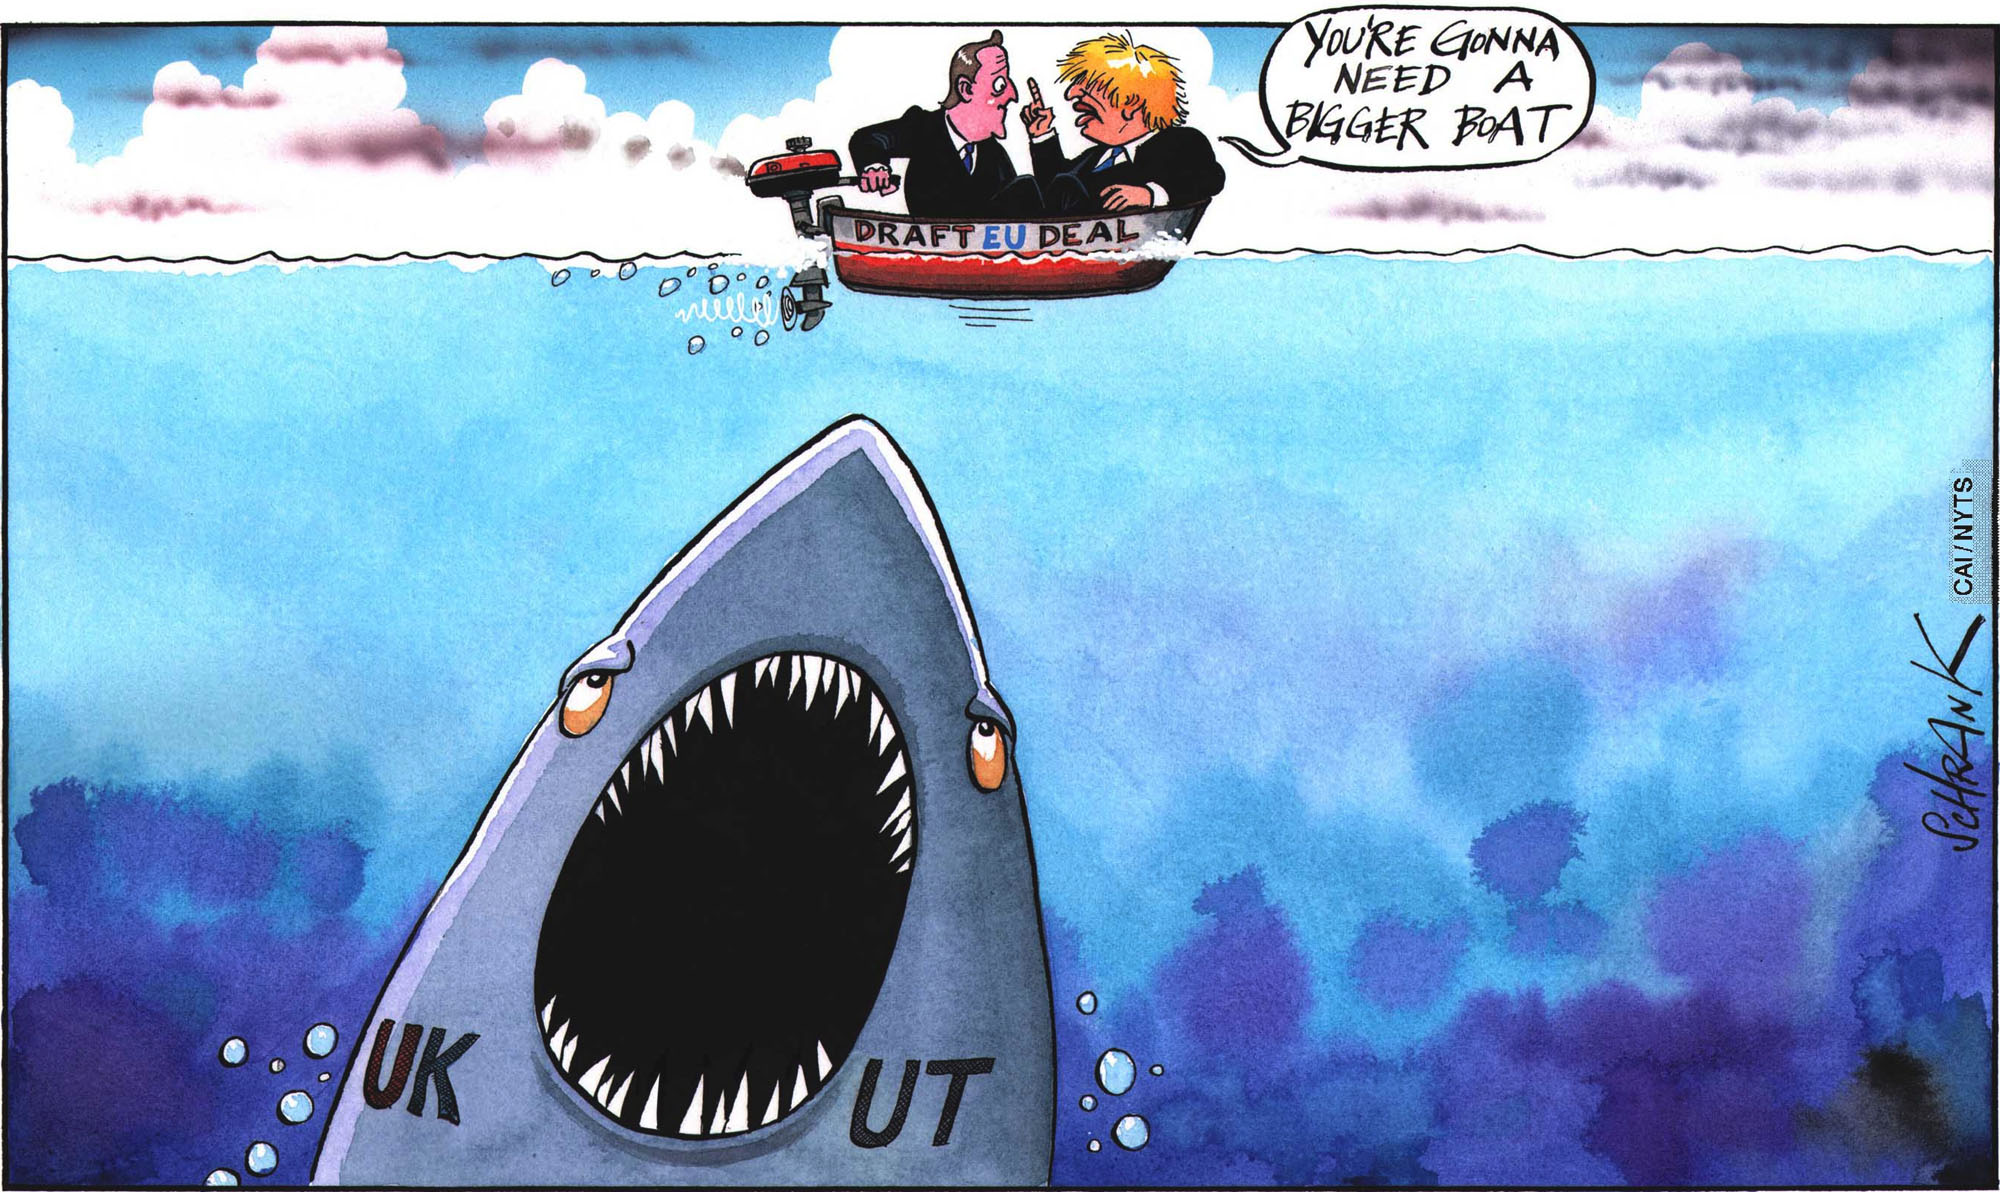 YOU'RE GONNA
NEED A
BIGGER BOAT
DRAFT EU DEAL
CAI/NYTS
SCHRANK
UK UT